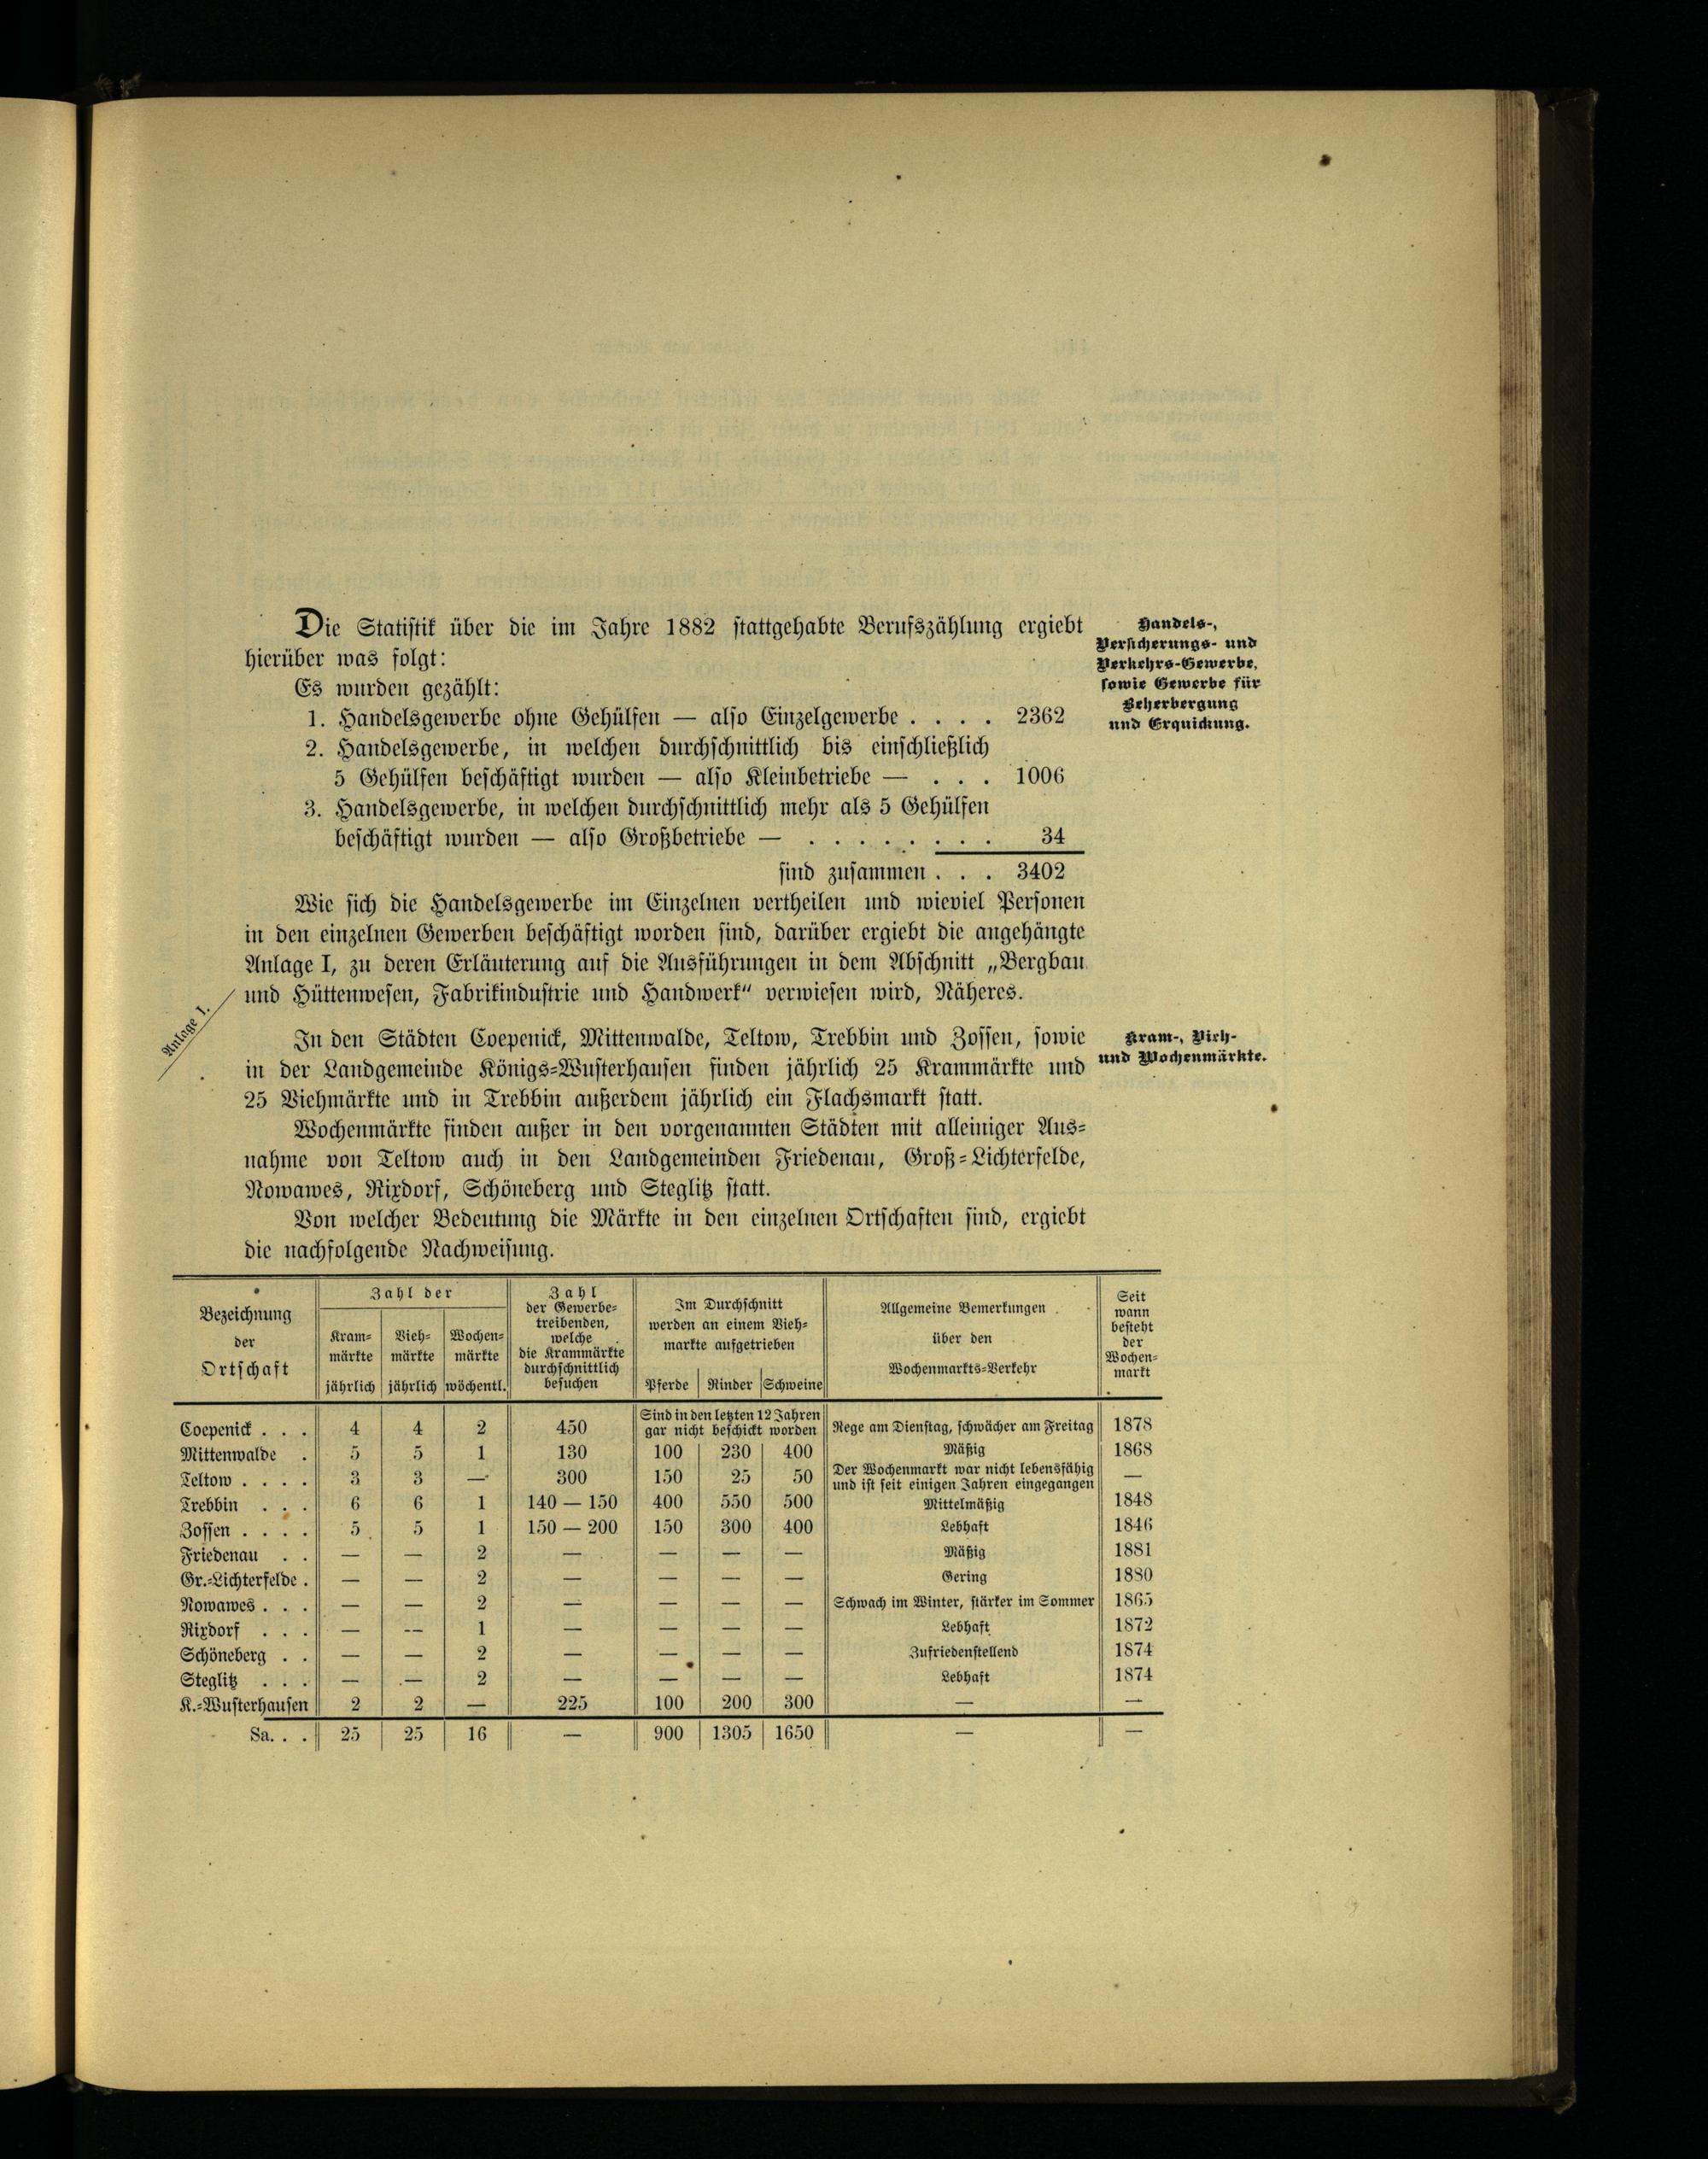 Die Statistik über die im Jahre 1882 stattgehabte Berufszählung ergiebt
hierüber was folgt:
Handels-,
Versicherungs- und
Verkehrs-Gewerbe,
sowie Gewerbe für
Beherbergung
und Erquickung.
Es wurden gezählt:
1. Handelsgewerbe ohne Gehülfen — also Einzelgewerbe . . . . 2362
2. Handelsgewerbe, in welchen durchschnittlich bis einschließlich
5 Gehülfen beschäftigt wurden — also Kleinbetriebe — . . . 1006
3. Handelsgewerbe, in welchen durchschnittlich mehr als 5 Gehülfen
beschäftigt wurden — also Großbetriebe — . . . . . . . . 34
sind zusammen . . . 3402
Wie sich die Handelsgewerbe im Einzelnen vertheilen und wieviel Personen
in den einzelnen Gewerben beschäftigt worden sind, darüber ergiebt die angehängte
Anlage I, zu deren Erläuterung auf die Ausführungen in dem Abschnitt „Bergbau
und Hüttenwesen, Fabrikindustrie und Handwerk“ verwiesen wird, Näheres.
Anlage I.
In den Städten Coepenick, Mittenwalde, Teltow, Trebbin und Zossen, sowie
in der Landgemeinde Königs-Wusterhausen finden jährlich 25 Krammärkte und
25 Viehmärkte und in Trebbin außerdem jährlich ein Flachsmarkt statt.
Kram-, Vieh-
und Wochenmärkte.
Wochenmärkte finden außer in den vorgenannten Städten mit alleiniger Aus-
nahme von Teltow auch in den Landgemeinden Friedenau, Groß-Lichterfelde,
Nowawes, Rixdorf, Schöneberg und Steglitz statt.
Von welcher Bedeutung die Märkte in den einzelnen Ortschaften sind, ergiebt
die nachfolgende Nachweisung.
Bezeichnung
der
Ortschaft
Zahl der
Kram-
märkte
jährlich
Vieh-
märkte
jährlich
Wochen-
märkte
wöchentl.
Zahl
der Gewerbe-
treibenden,
welche
die Krammärkte
durchschnittlich
besuchen
Im Durchschnitt
werden an einem Vieh-
markte aufgetrieben
Pferde Rinder Schweine
Allgemeine Bemerkungen
über den
Wochenmarkts-Verkehr
Seit
wann
besteht
der
Wochen-
markt
Coepenick . . . 4 4 2 450 Sind in den letzten 12 Jahren
gar nicht beschickt worden Rege am Dienstag, schwächer am Freitag 1878
Mittenwalde . 5 5 1 130 100 230 400 Mäßig 1868
Teltow . . . . 3 3 — 300 150 25 50 Der Wochenmarkt war nicht lebensfähig
und ist seit einigen Jahren eingegangen —
Trebbin . . . 6 6 1 140 — 150 400 550 500 Mittelmäßig 1848
Zossen . . . . 5 5 1 150 — 200 150 300 400 Lebhaft 1846
Friedenau . . — — 2 — — — — Mäßig 1881
Gr.-Lichterfelde . — — 2 — — — — Gering 1880
Nowawes . . . — — 2 — — — — Schwach im Winter, stärker im Sommer 1865
Rixdorf . . . — -- 1 — — — — Lebhaft 1872
Schöneberg . . — — 2 — — — — Zufriedenstellend 1874
Steglitz . . . — — 2 — — — — Lebhaft 1874
K.-Wusterhausen 2 2 — 225 100 200 300 — —
Sa. . . 25 25 16 — 900 1305 1650 — —